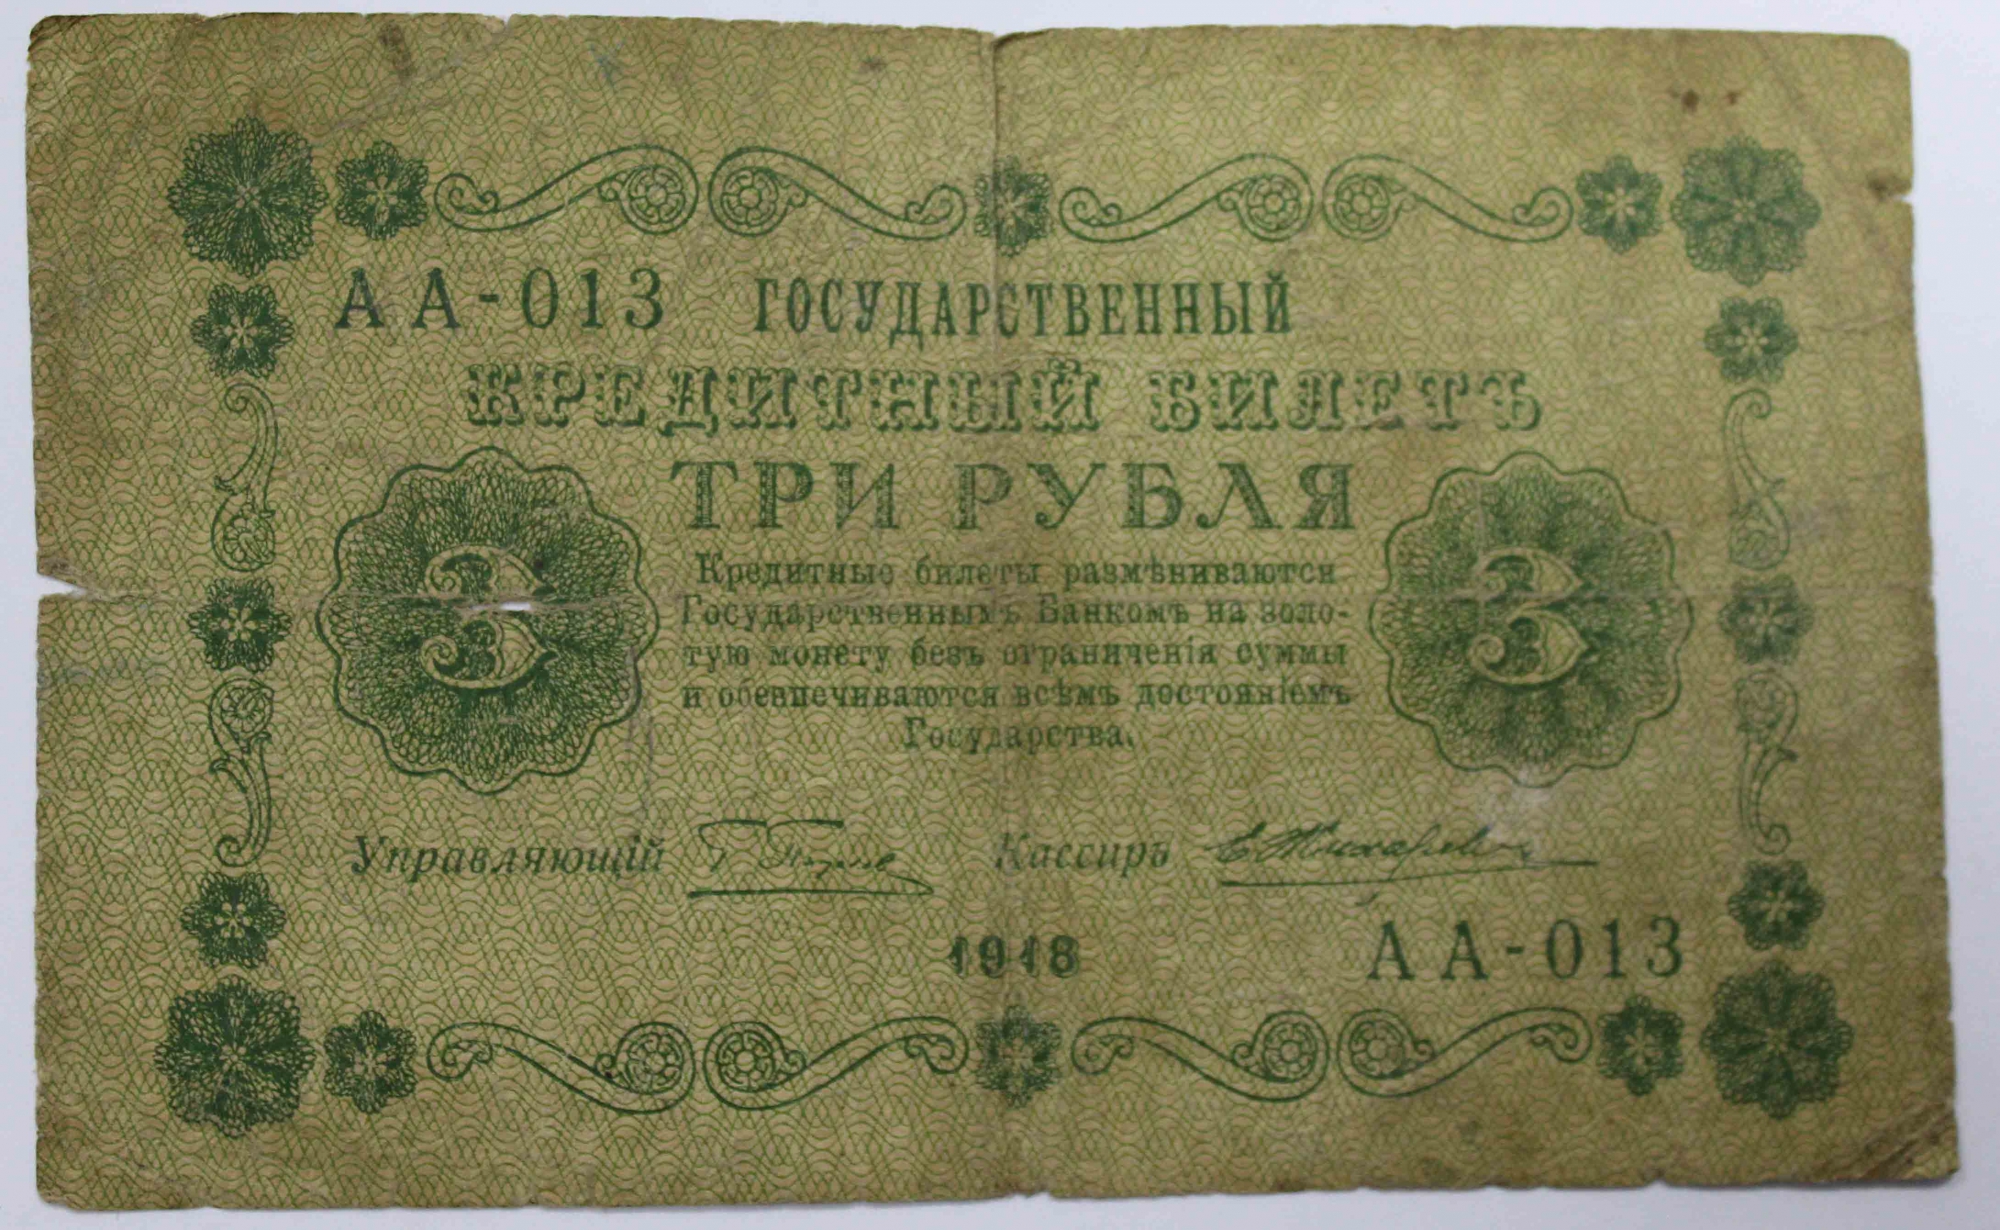 АА-013 ГОСУДАРСТВЕННЫЙ
КРЕДИТНЫЙ БИЛЕТЪ
ТРИ РУБЛЯ
3
3
Кредитные билеты размѣниваются
Государственнымъ Банкомъ на золо-
тую монету безъ ограниченія суммы
и обезпечиваются всѣмъ достояніемъ
Государства.
Управляющій
Кассиръ
1918
АА-013